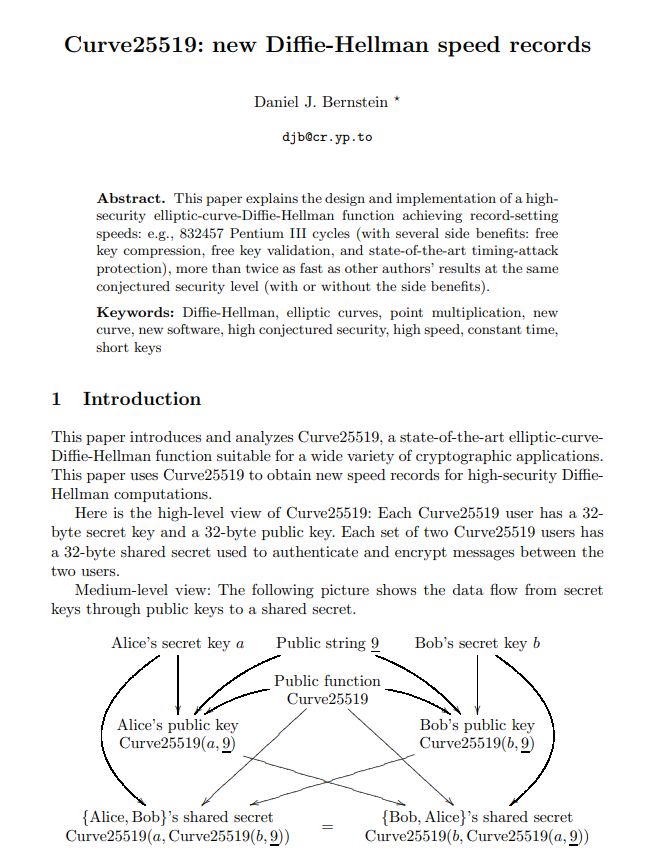 Curve25519: new Diffie-Hellman speed records
Daniel J. Bernstein *
djb@cr.yp.to
Abstract. This paper explains the design and implementation of a high-
security elliptic-curve-Diffie-Hellman function achieving record-setting
speeds: e.g., 832457 Pentium III cycles (with several side benefits: free
key compression, free key validation, and state-of-the-art timing-attack
protection), more than twice as fast as other authors' results at the same
conjectured security level (with or without the side benefits).
Keywords: Diffie-Hellman, elliptic curves, point multiplication, new
curve, new software, high conjectured security, high speed, constant time,
short keys
1 Introduction
This paper introduces and analyzes Curve25519, a state-of-the-art elliptic-curve-
Diffie-Hellman function suitable for a wide variety of cryptographic applications.
This paper uses Curve25519 to obtain new speed records for high-security Diffie-
Hellman computations.
Here is the high-level view of Curve25519: Each Curve25519 user has a 32-
byte secret key and a 32-byte public key. Each set of two Curve25519 users has
a 32-byte shared secret used to authenticate and encrypt messages between the
two users.
Medium-level view: The following picture shows the data flow from secret
keys through public keys to a shared secret.
Alice's secret key a Public string 9 Bob's secret key b
Public function
Curve25519
Alice's public key Bob's public key
Curve25519(a, 9) Curve25519(b, 9)
{Alice, Bob}'s shared secret {Bob, Alice}'s shared secret
Curve25519(a, Curve25519(b, 9)) = Curve25519(b, Curve25519(a, 9))